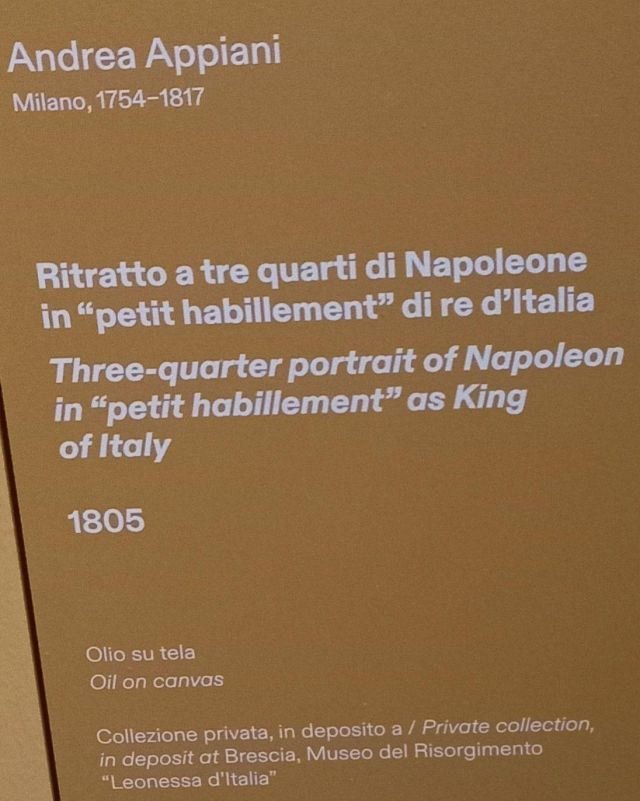 Andrea Appiani
Milano, 1754–1817
Ritratto a tre quarti di Napoleone
in “petit habillement” di re d’Italia
Three-quarter portrait of Napoleon
in “petit habillement” as King
of Italy
1805
Olio su tela
Oil on canvas
Collezione privata, in deposito a / Private collection,
in deposit at Brescia, Museo del Risorgimento
“Leonessa d’Italia”